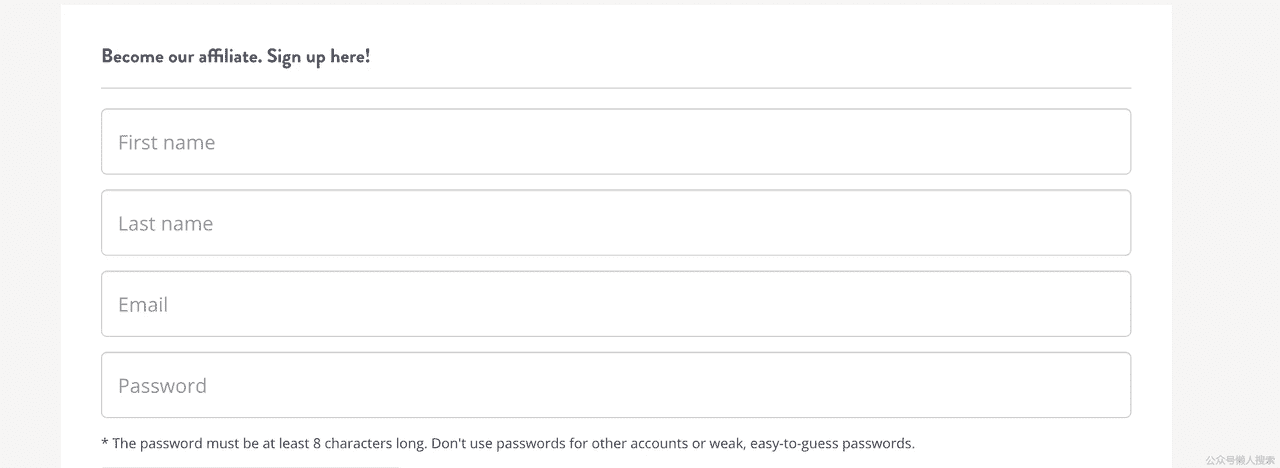 Become our affiliate. Sign up here!
First name
Last name
Email
Password
* The password must be at least 8 characters long. Don't use passwords for other accounts or weak, easy-to-guess passwords.
公众号懒人搜索